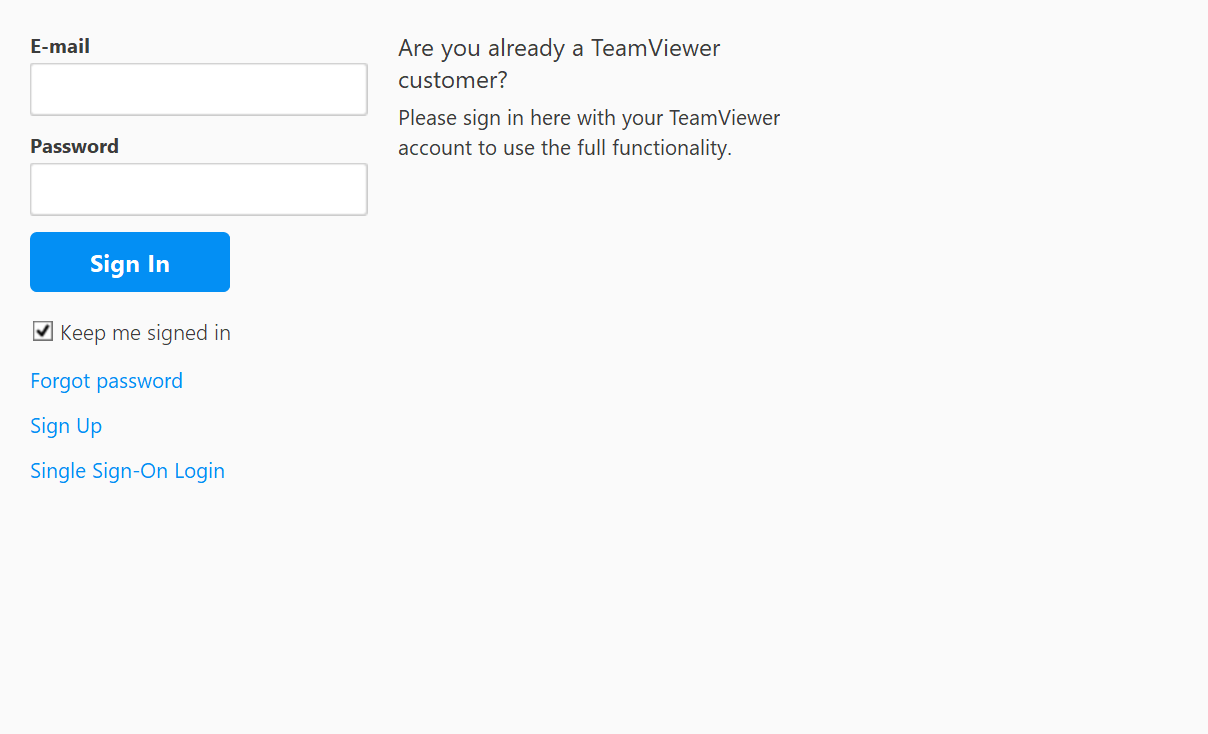 E-mail
Password
Sign In
Keep me signed in
Forgot password
Sign Up
Single Sign-On Login
Are you already a TeamViewer
customer?
Please sign in here with your TeamViewer
account to use the full functionality.